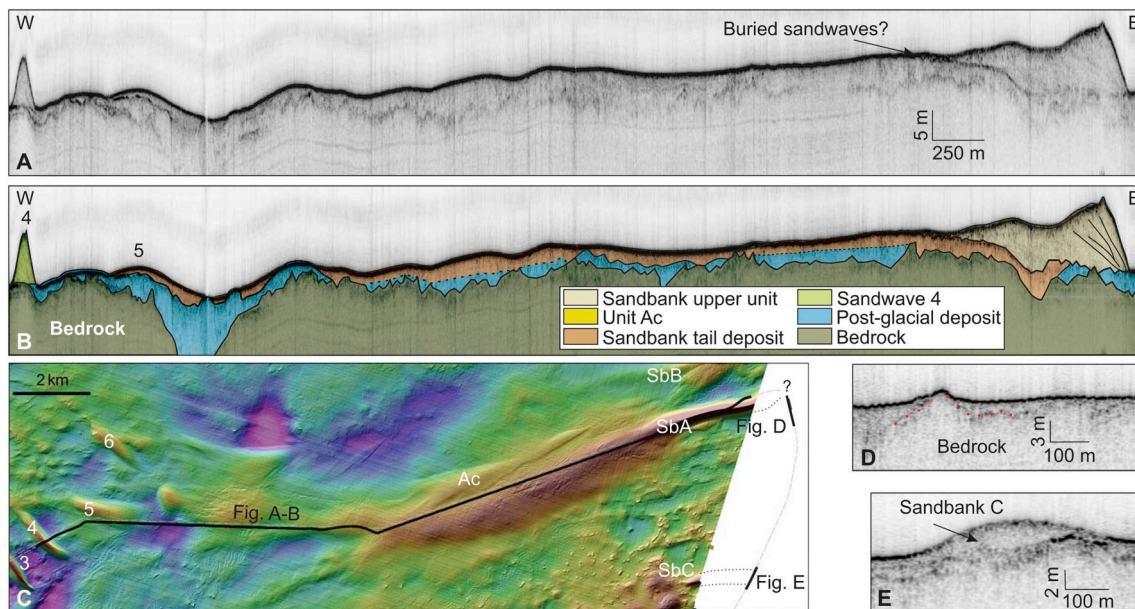 W
E
Buried sandwaves?
5 m
250 m
A
W
E
4
5
Bedrock
Sandbank upper unit
Unit Ac
Sandbank tail deposit
Sandwave 4
Post-glacial deposit
Bedrock
B
2 km
SbB
?
SbA
Fig. D
6
Ac
5
Fig. A-B
4
3
SbC
Fig. E
C
Bedrock
3 m
100 m
D
Sandbank C
2 m
100 m
E